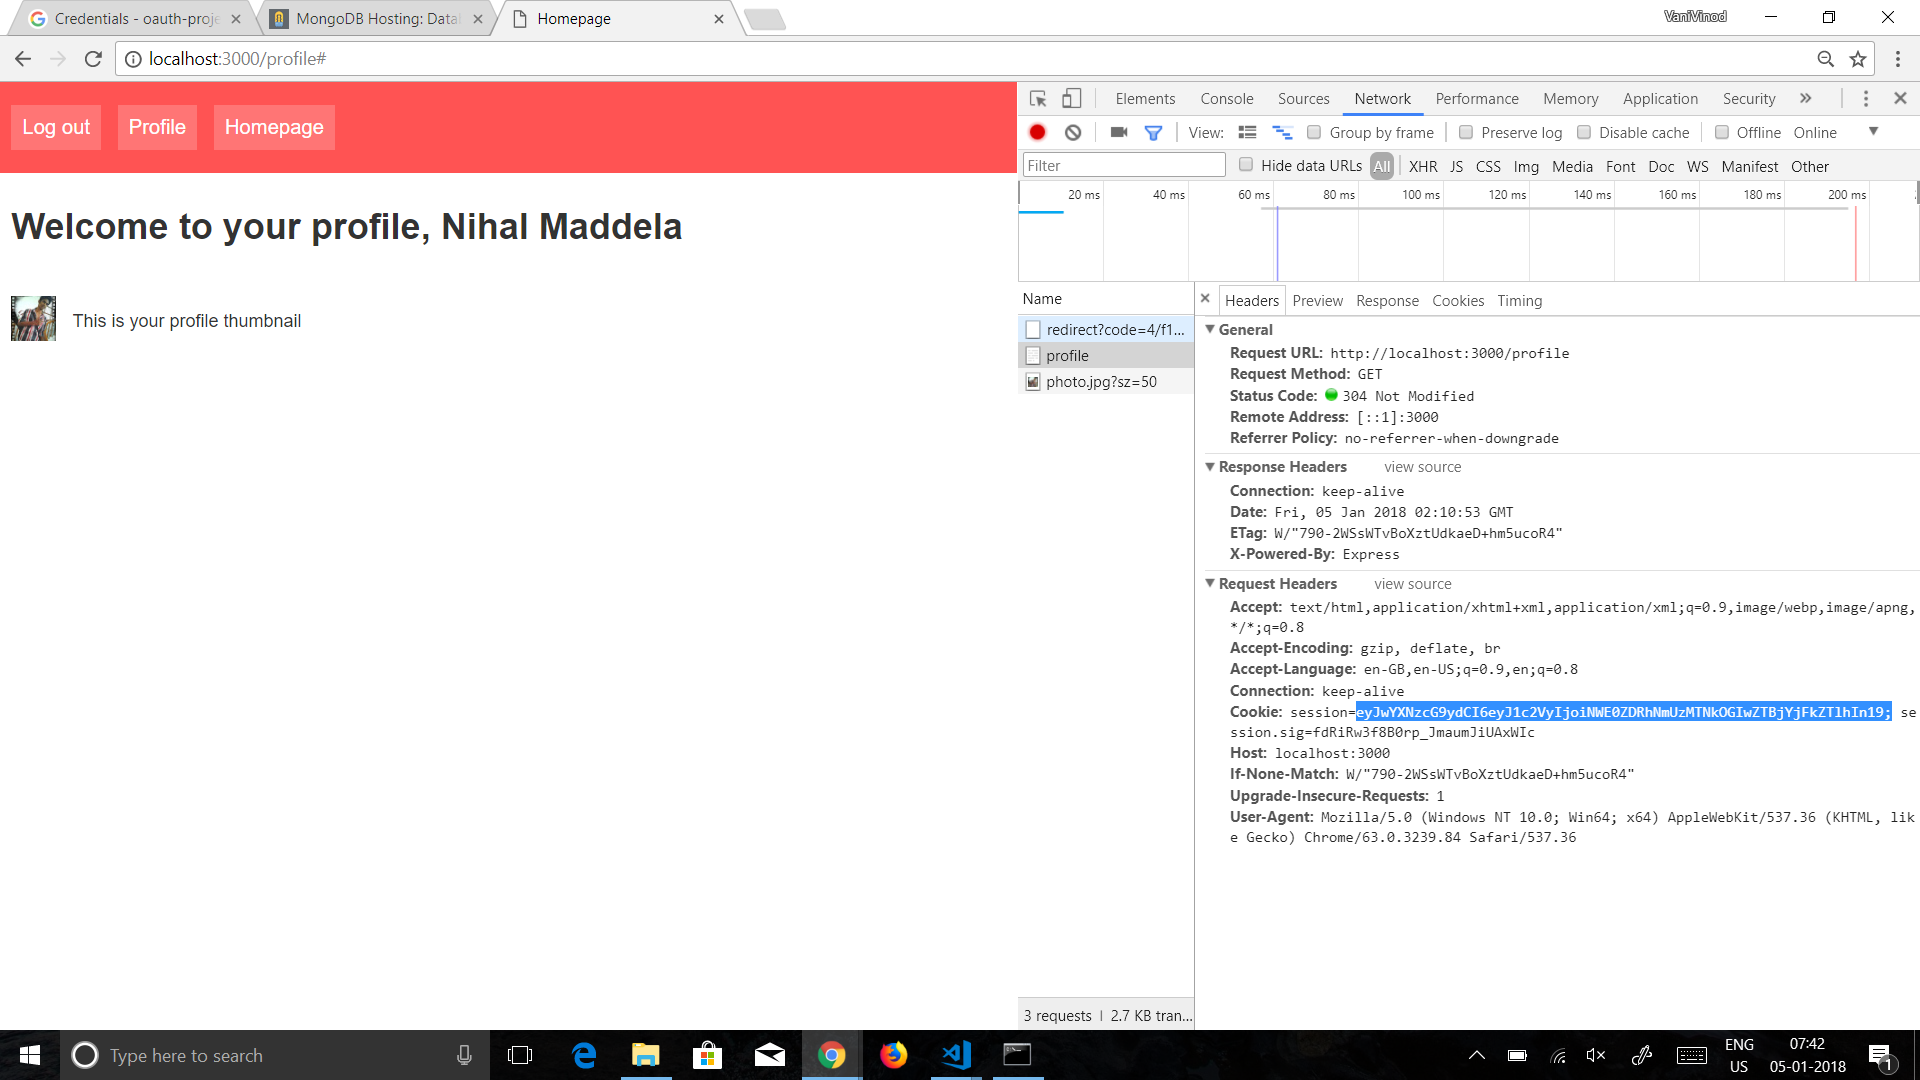 Credentials - oauth-proje
MongoDB Hosting: Datal
Homepage
VaniVinod
localhost:3000/profile#
Log out
Profile
Homepage
Welcome to your profile, Nihal Maddela
This is your profile thumbnail
Elements Console Sources Network Performance Memory Application Security
View: Group by frame Preserve log Disable cache Offline Online
Filter Hide data URLs All XHR JS CSS Img Media Font Doc WS Manifest Other
20 ms 40 ms 60 ms 80 ms 100 ms 120 ms 140 ms 160 ms 180 ms 200 ms
Name
redirect?code=4/f1...
profile
photo.jpg?sz=50
3 requests | 2.7 KB tran...
Headers Preview Response Cookies Timing
General
Request URL: http://localhost:3000/profile
Request Method: GET
Status Code: 304 Not Modified
Remote Address: [::1]:3000
Referrer Policy: no-referrer-when-downgrade
Response Headers view source
Connection: keep-alive
Date: Fri, 05 Jan 2018 02:10:53 GMT
ETag: W/"790-2WSsWTvBoXztUdkaeD+hm5ucoR4"
X-Powered-By: Express
Request Headers view source
Accept: text/html,application/xhtml+xml,application/xml;q=0.9,image/webp,image/apng,
*/*;q=0.8
Accept-Encoding: gzip, deflate, br
Accept-Language: en-GB,en-US;q=0.9,en;q=0.8
Connection: keep-alive
Cookie: session=eyJwYXNzcG9ydCI6eyJ1c2VyIjoiNWE0ZDRhNmUzMTNkOGIwZTBjYjFkZTlhIn19; se
ssion.sig=fdRiRw3f8B0rp_JmaumJiUAxWIc
Host: localhost:3000
If-None-Match: W/"790-2WSsWTvBoXztUdkaeD+hm5ucoR4"
Upgrade-Insecure-Requests: 1
User-Agent: Mozilla/5.0 (Windows NT 10.0; Win64; x64) AppleWebKit/537.36 (KHTML, lik
e Gecko) Chrome/63.0.3239.84 Safari/537.36
Type here to search
ENG
US
07:42
05-01-2018
1